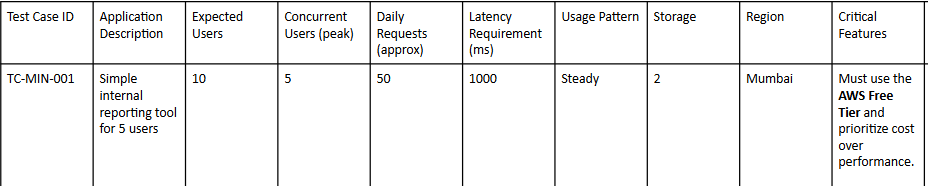 Test Case ID
Application
Description
Expected
Users
Concurrent
Users (peak)
Daily
Requests
(approx)
Latency
Requirement
(ms)
Usage Pattern
Storage
Region
Critical
Features
TC-MIN-001
Simple
internal
reporting tool
for 5 users
10
5
50
1000
Steady
2
Mumbai
Must use the
AWS Free
Tier and
prioritize cost
over
performance.